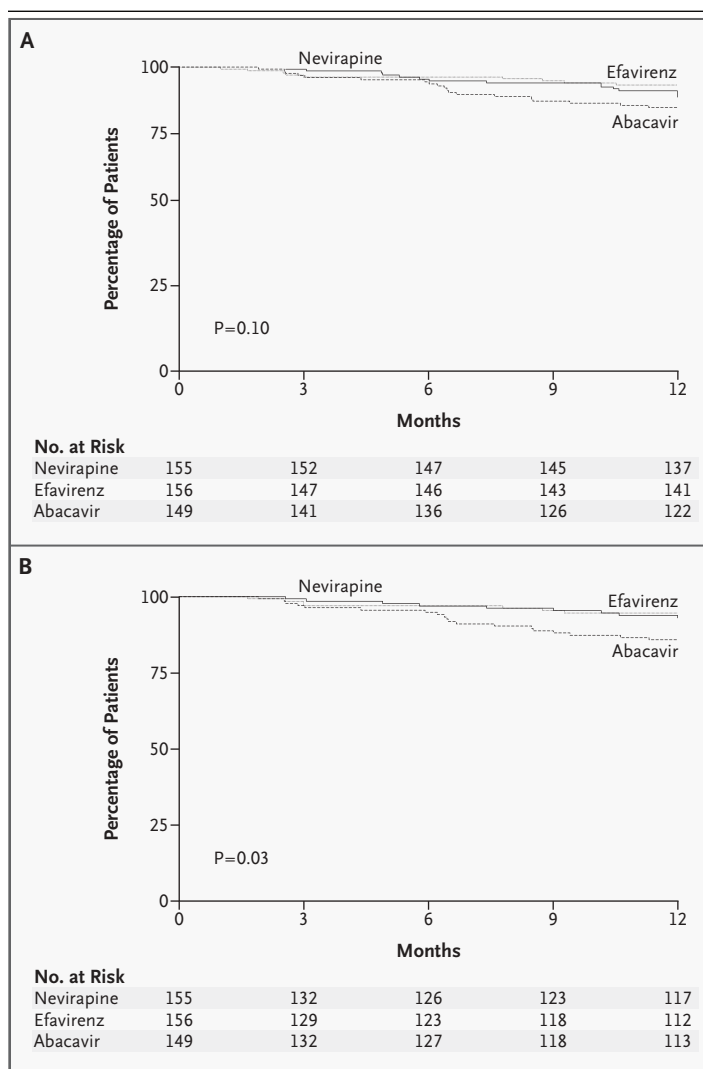 A
Nevirapine
100
Efavirenz
Abacavir
75
50
25
0
Percentage of Patients
P=0.10
0 3 6 9 12
Months
No. at Risk
Nevirapine 155 152 147 145 137
Efavirenz 156 147 146 143 141
Abacavir 149 141 136 126 122
B
Nevirapine
100
Efavirenz
Abacavir
75
50
25
0
Percentage of Patients
P=0.03
0 3 6 9 12
Months
No. at Risk
Nevirapine 155 132 126 123 117
Efavirenz 156 129 123 118 112
Abacavir 149 132 127 118 113